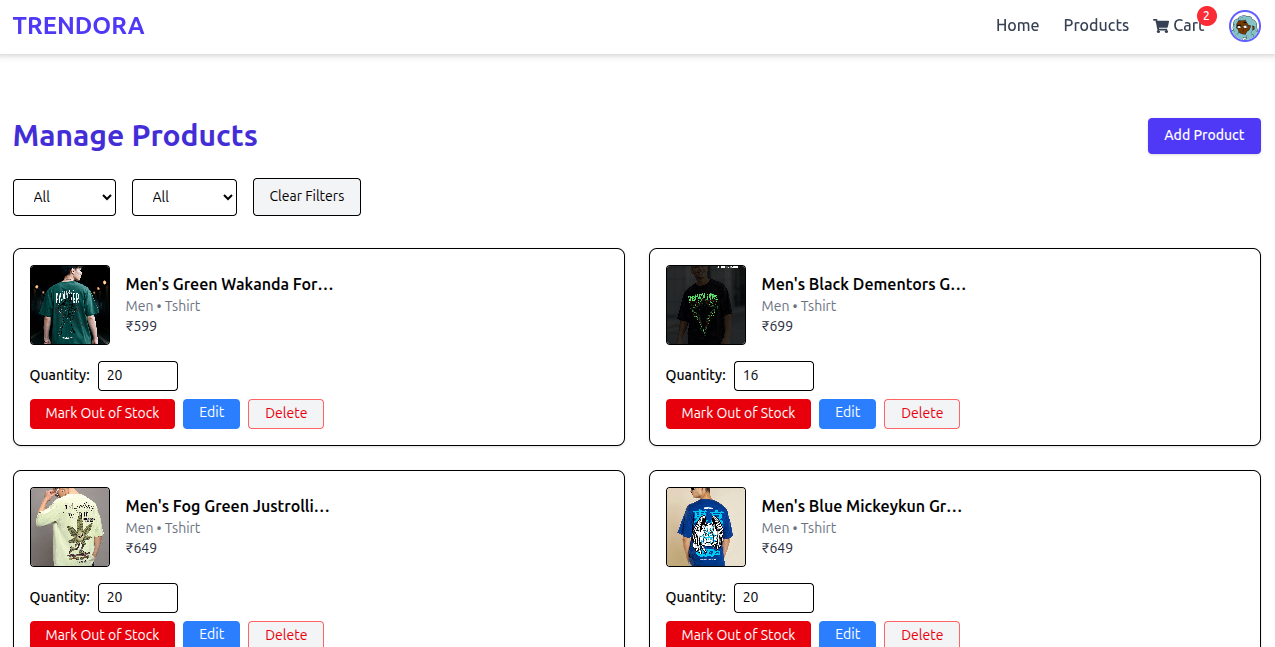 TRENDORA
Home Products Cart 2
Manage Products
Add Product
All All Clear Filters
Men's Green Wakanda For...
Men • Tshirt
₹599
Quantity: 20
Mark Out of Stock Edit Delete
Men's Black Dementors G...
Men • Tshirt
₹699
Quantity: 16
Mark Out of Stock Edit Delete
Men's Fog Green Justrolli...
Men • Tshirt
₹649
Quantity: 20
Mark Out of Stock Edit Delete
Men's Blue Mickeykun Gr...
Men • Tshirt
₹649
Quantity: 20
Mark Out of Stock Edit Delete